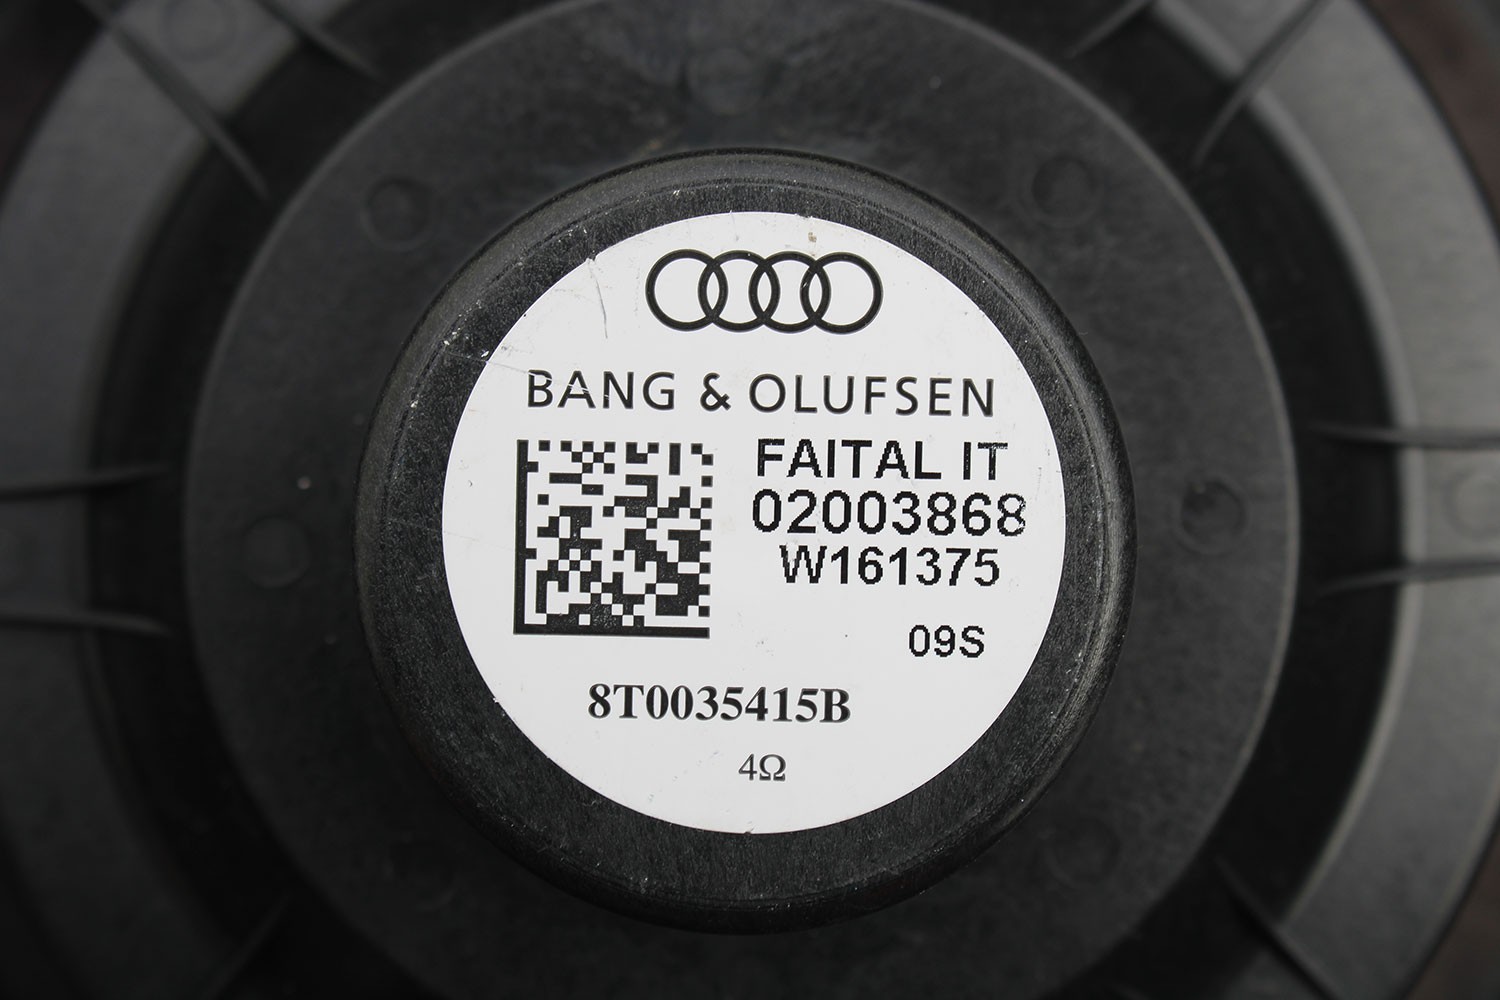 BANG & OLUFSEN
FAITAL IT
02003868
W161375
09S
8T0035415B
4Ω